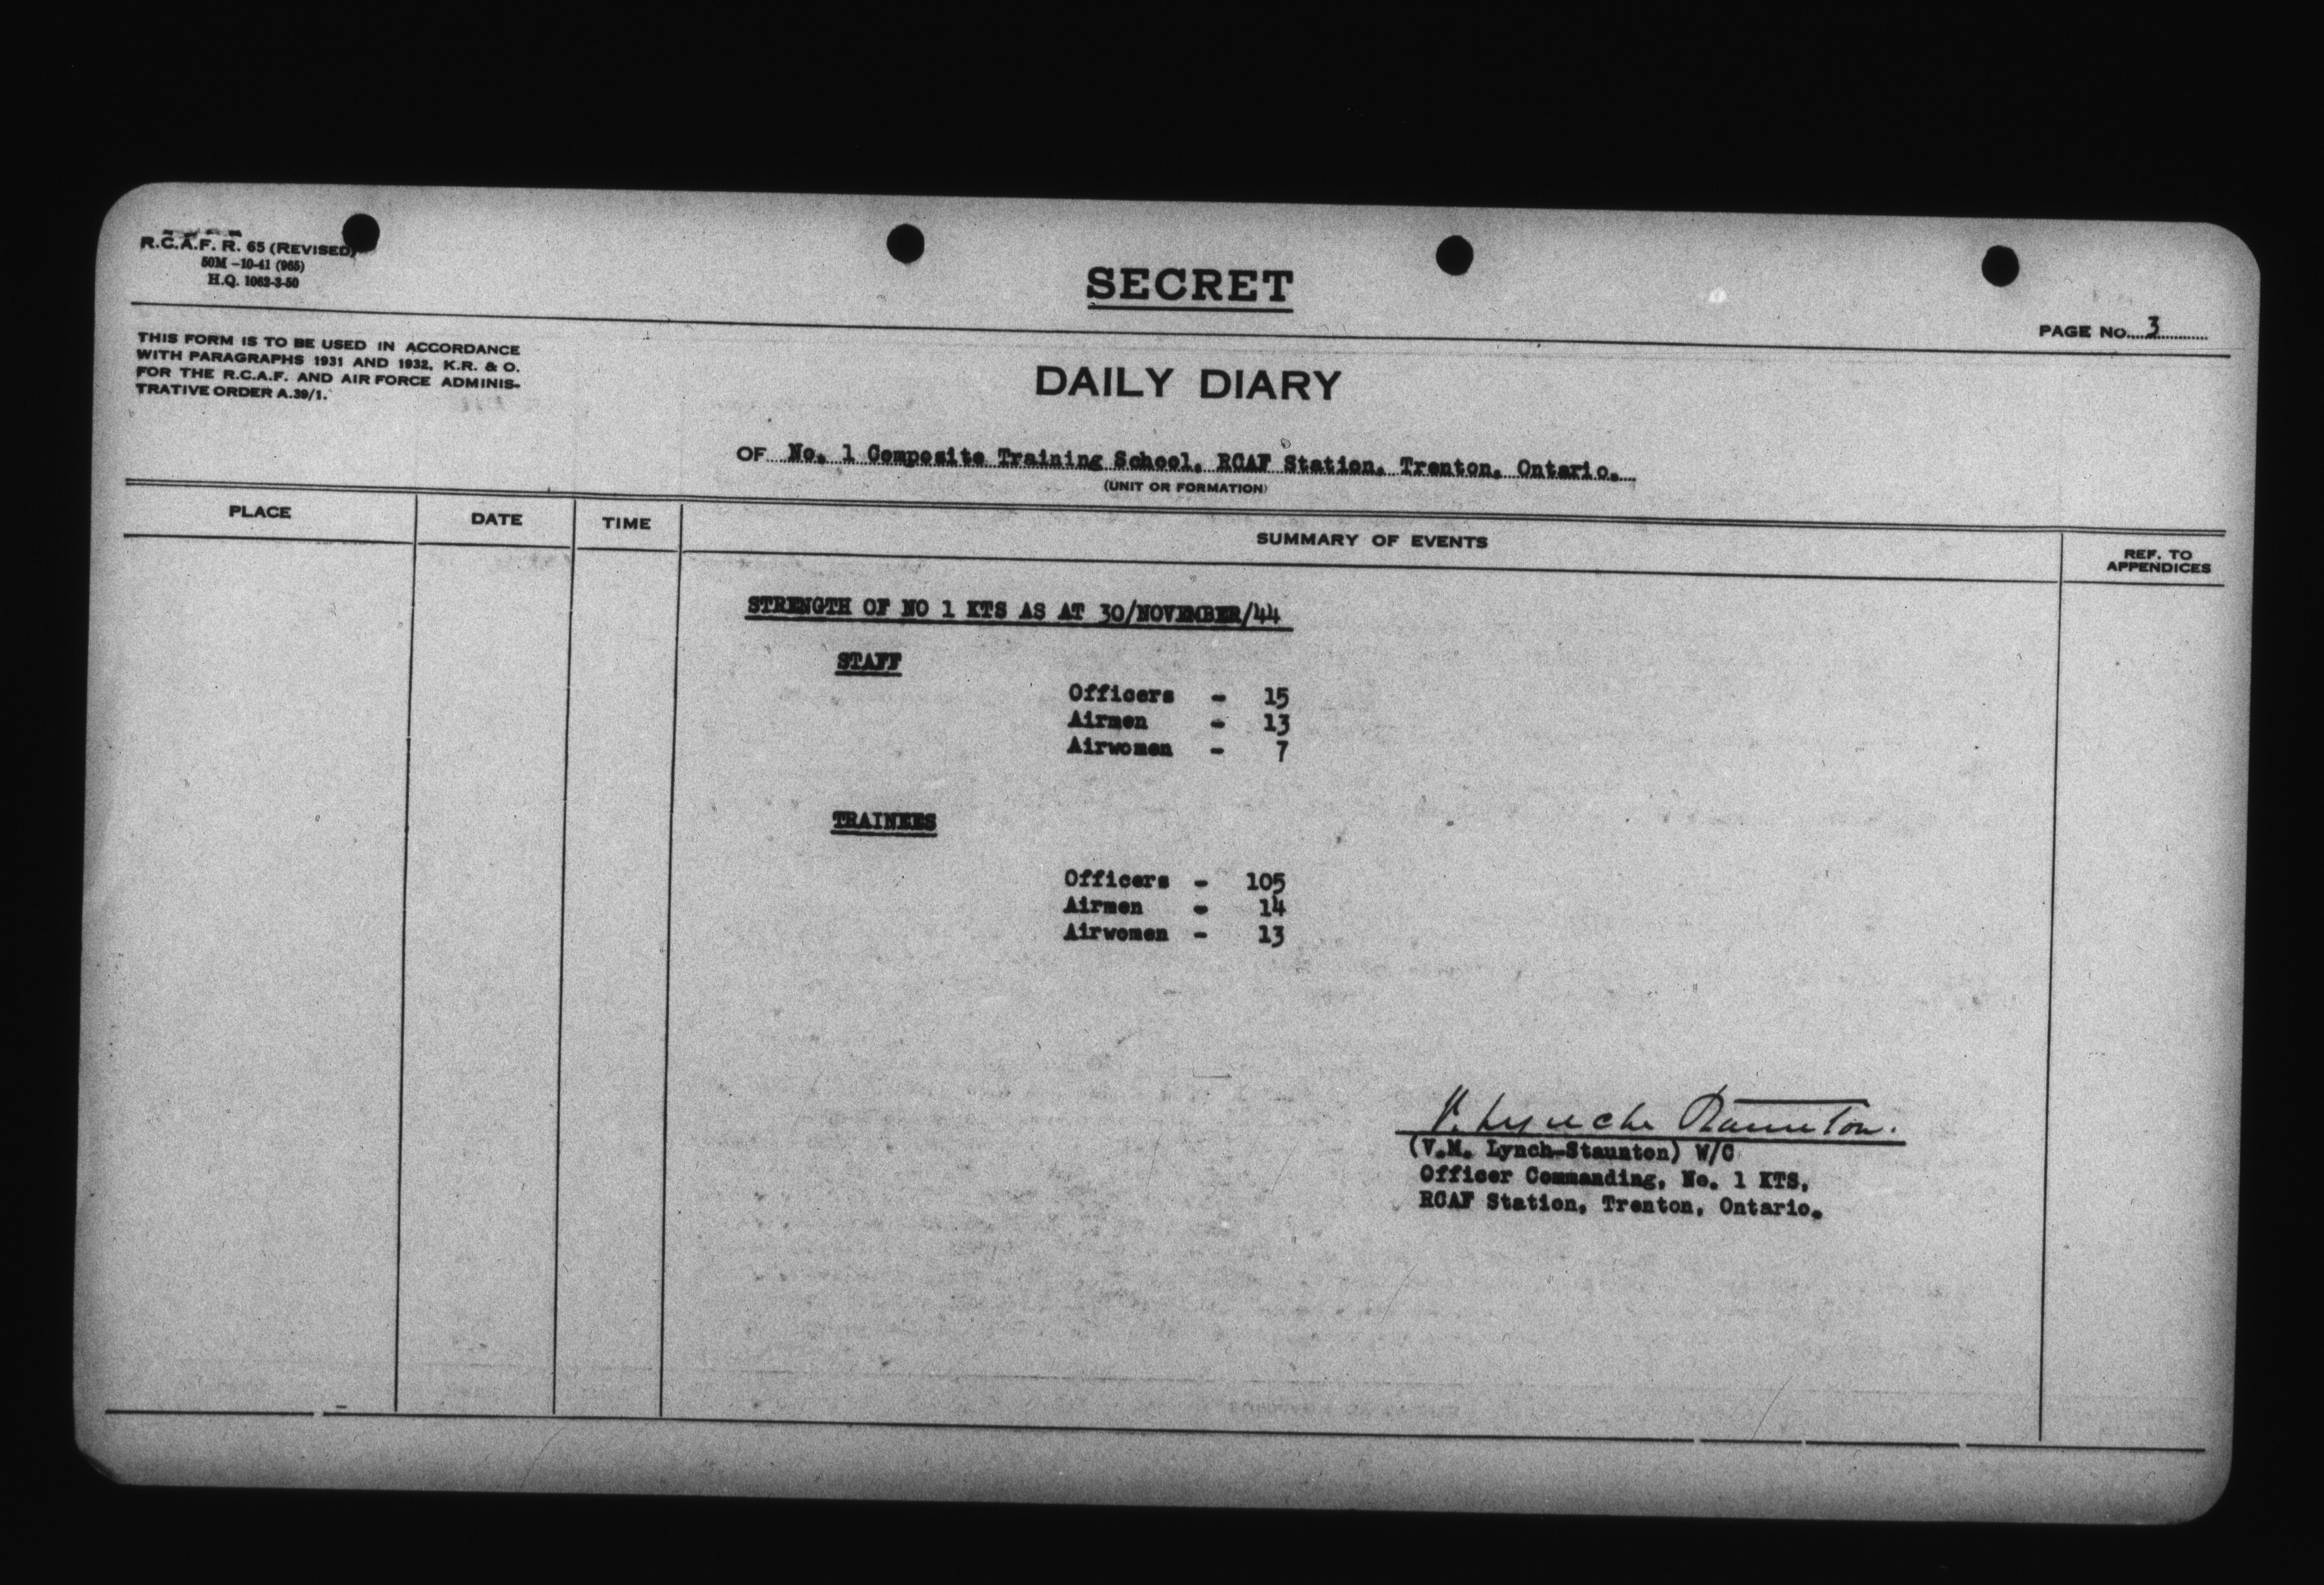 R.C.A.F. R. 65 (REVISED)
50M -10-41 (965)
H.Q. 1062-3-50
SECRET
PAGE No. 3
THIS FORM IS TO BE USED IN ACCORDANCE
WITH PARAGRAPHS 1931 AND 1932, K.R. & O.
FOR THE R.C.A.F. AND AIR FORCE ADMINIS-
TRATIVE ORDER A.39/1.
DAILY DIARY
OF No. 1 Composite Training School, RCAF Station, Trenton, Ontario.
(UNIT OR FORMATION)
PLACE DATE TIME SUMMARY OF EVENTS REF. TO APPENDICES
STRENGTH OF NO 1 KTS AS AT 30/NOVEMBER/44
STAFF
Officers - 15
Airmen - 13
Airwomen - 7
TRAINEES
Officers - 105
Airmen - 14
Airwomen - 13
V. Lynch Staunton.
(V.M. Lynch-Staunton) W/C
Officer Commanding, No. 1 KTS,
RCAF Station, Trenton, Ontario.